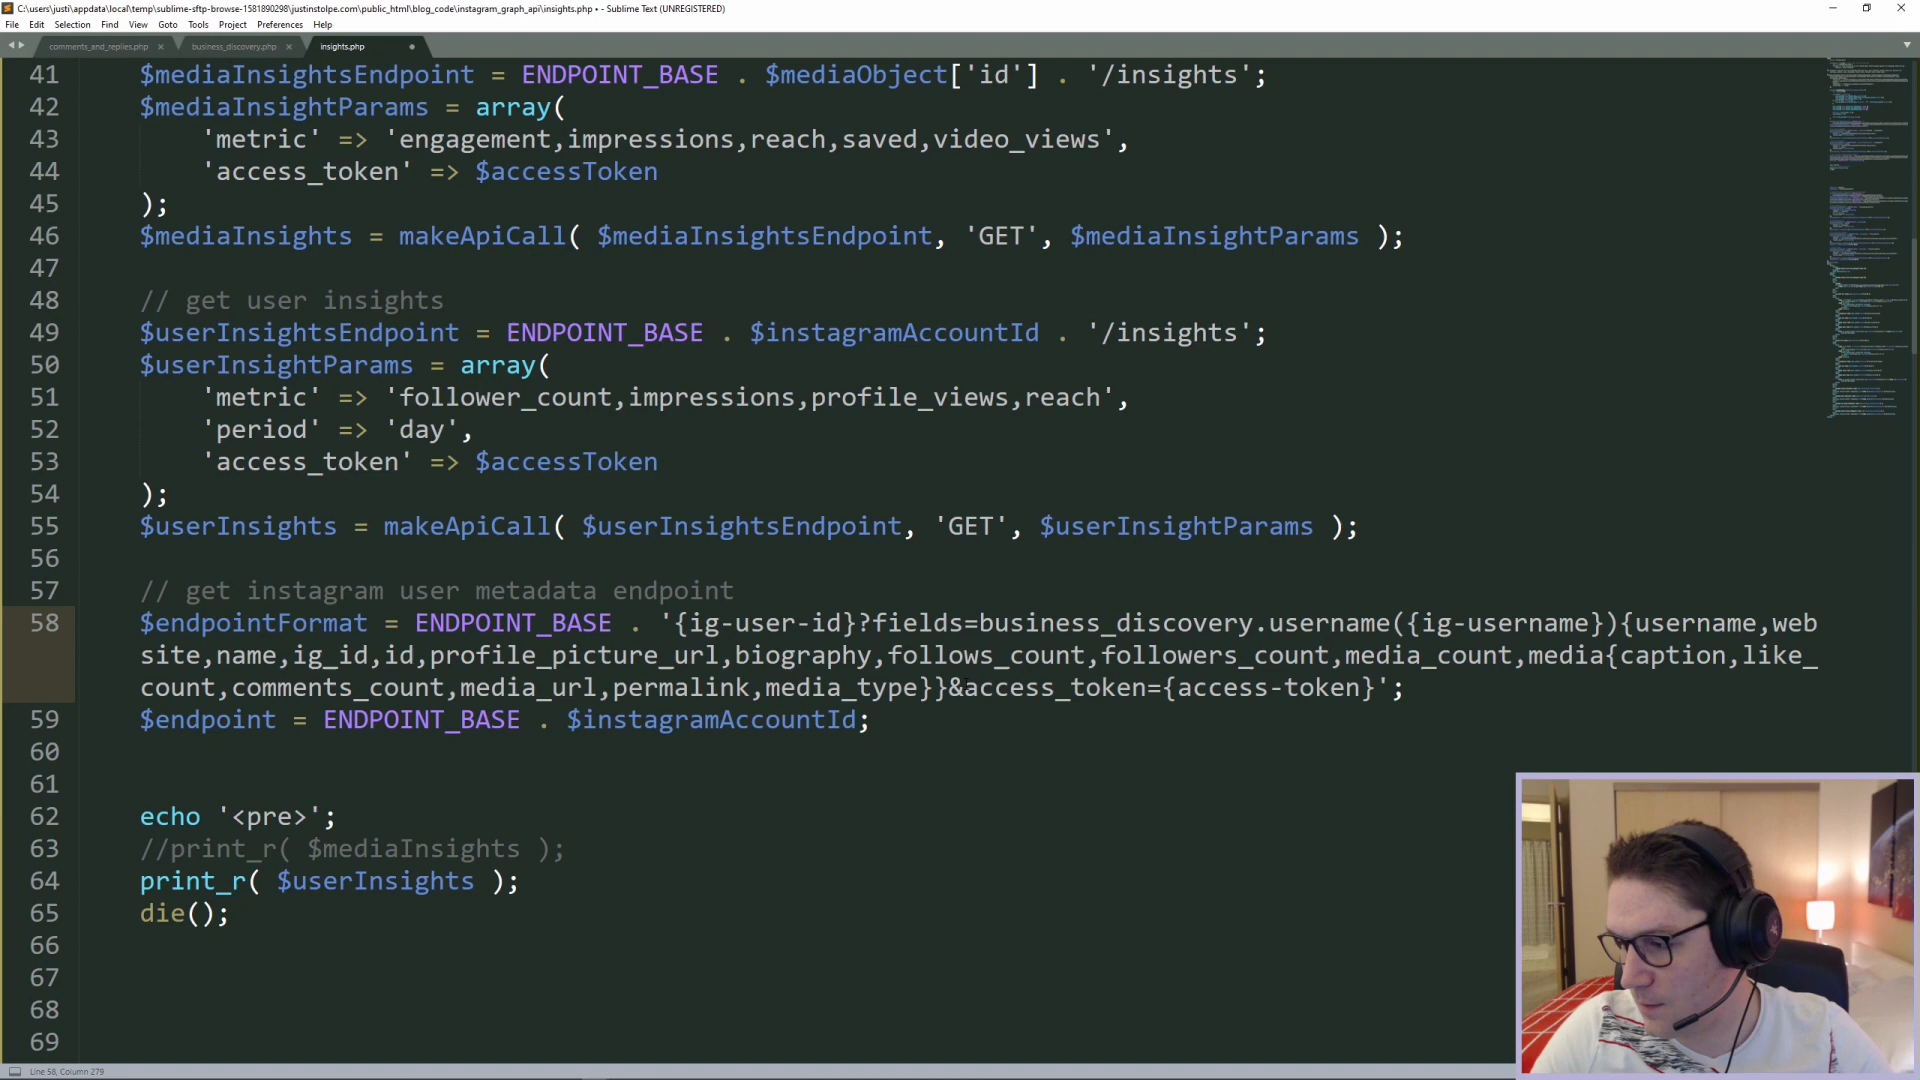 C:\users\justi\appdata\local\temp\sublime-sftp-browse-1581890298\justinstolpe.com\public_html\blog_code\instagram_graph_api\insights.php • - Sublime Text (UNREGISTERED)
File Edit Selection Find View Goto Tools Project Preferences Help
comments_and_replies.php × business_discovery.php × insights.php
41 $mediaInsightsEndpoint = ENDPOINT_BASE . $mediaObject['id'] . '/insights';
42 $mediaInsightParams = array(
43 'metric' => 'engagement,impressions,reach,saved,video_views',
44 'access_token' => $accessToken
45 );
46 $mediaInsights = makeApiCall( $mediaInsightsEndpoint, 'GET', $mediaInsightParams );
47
48 // get user insights
49 $userInsightsEndpoint = ENDPOINT_BASE . $instagramAccountId . '/insights';
50 $userInsightParams = array(
51 'metric' => 'follower_count,impressions,profile_views,reach',
52 'period' => 'day',
53 'access_token' => $accessToken
54 );
55 $userInsights = makeApiCall( $userInsightsEndpoint, 'GET', $userInsightParams );
56
57 // get instagram user metadata endpoint
58 $endpointFormat = ENDPOINT_BASE . '{ig-user-id}?fields=business_discovery.username({ig-username}){username,web
site,name,ig_id,id,profile_picture_url,biography,follows_count,followers_count,media_count,media{caption,like_
count,comments_count,media_url,permalink,media_type}}&access_token={access-token}';
59 $endpoint = ENDPOINT_BASE . $instagramAccountId;
60
61
62 echo '<pre>';
63 //print_r( $mediaInsights );
64 print_r( $userInsights );
65 die();
66
67
68
69
Line 58, Column 279